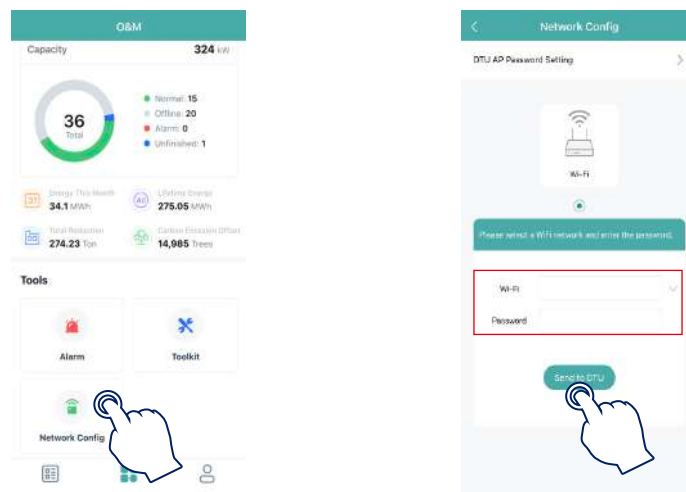 O&M
Capacity 324 kW
36
Total
Normal: 15
Offline: 20
Alarm: 0
Unfinished: 1
Energy This Month
34.1 MWh
Lifetime Energy
275.05 MWh
Total Reduction
274.23 Ton
Carbon Emission Offset
14,985 Trees
Tools
Alarm
Toolkit
Network Config
Network Config
DTU AP Password Setting
Wi-Fi
Please select a WiFi network and enter the password.
Wi-Fi
Password
Send to DTU